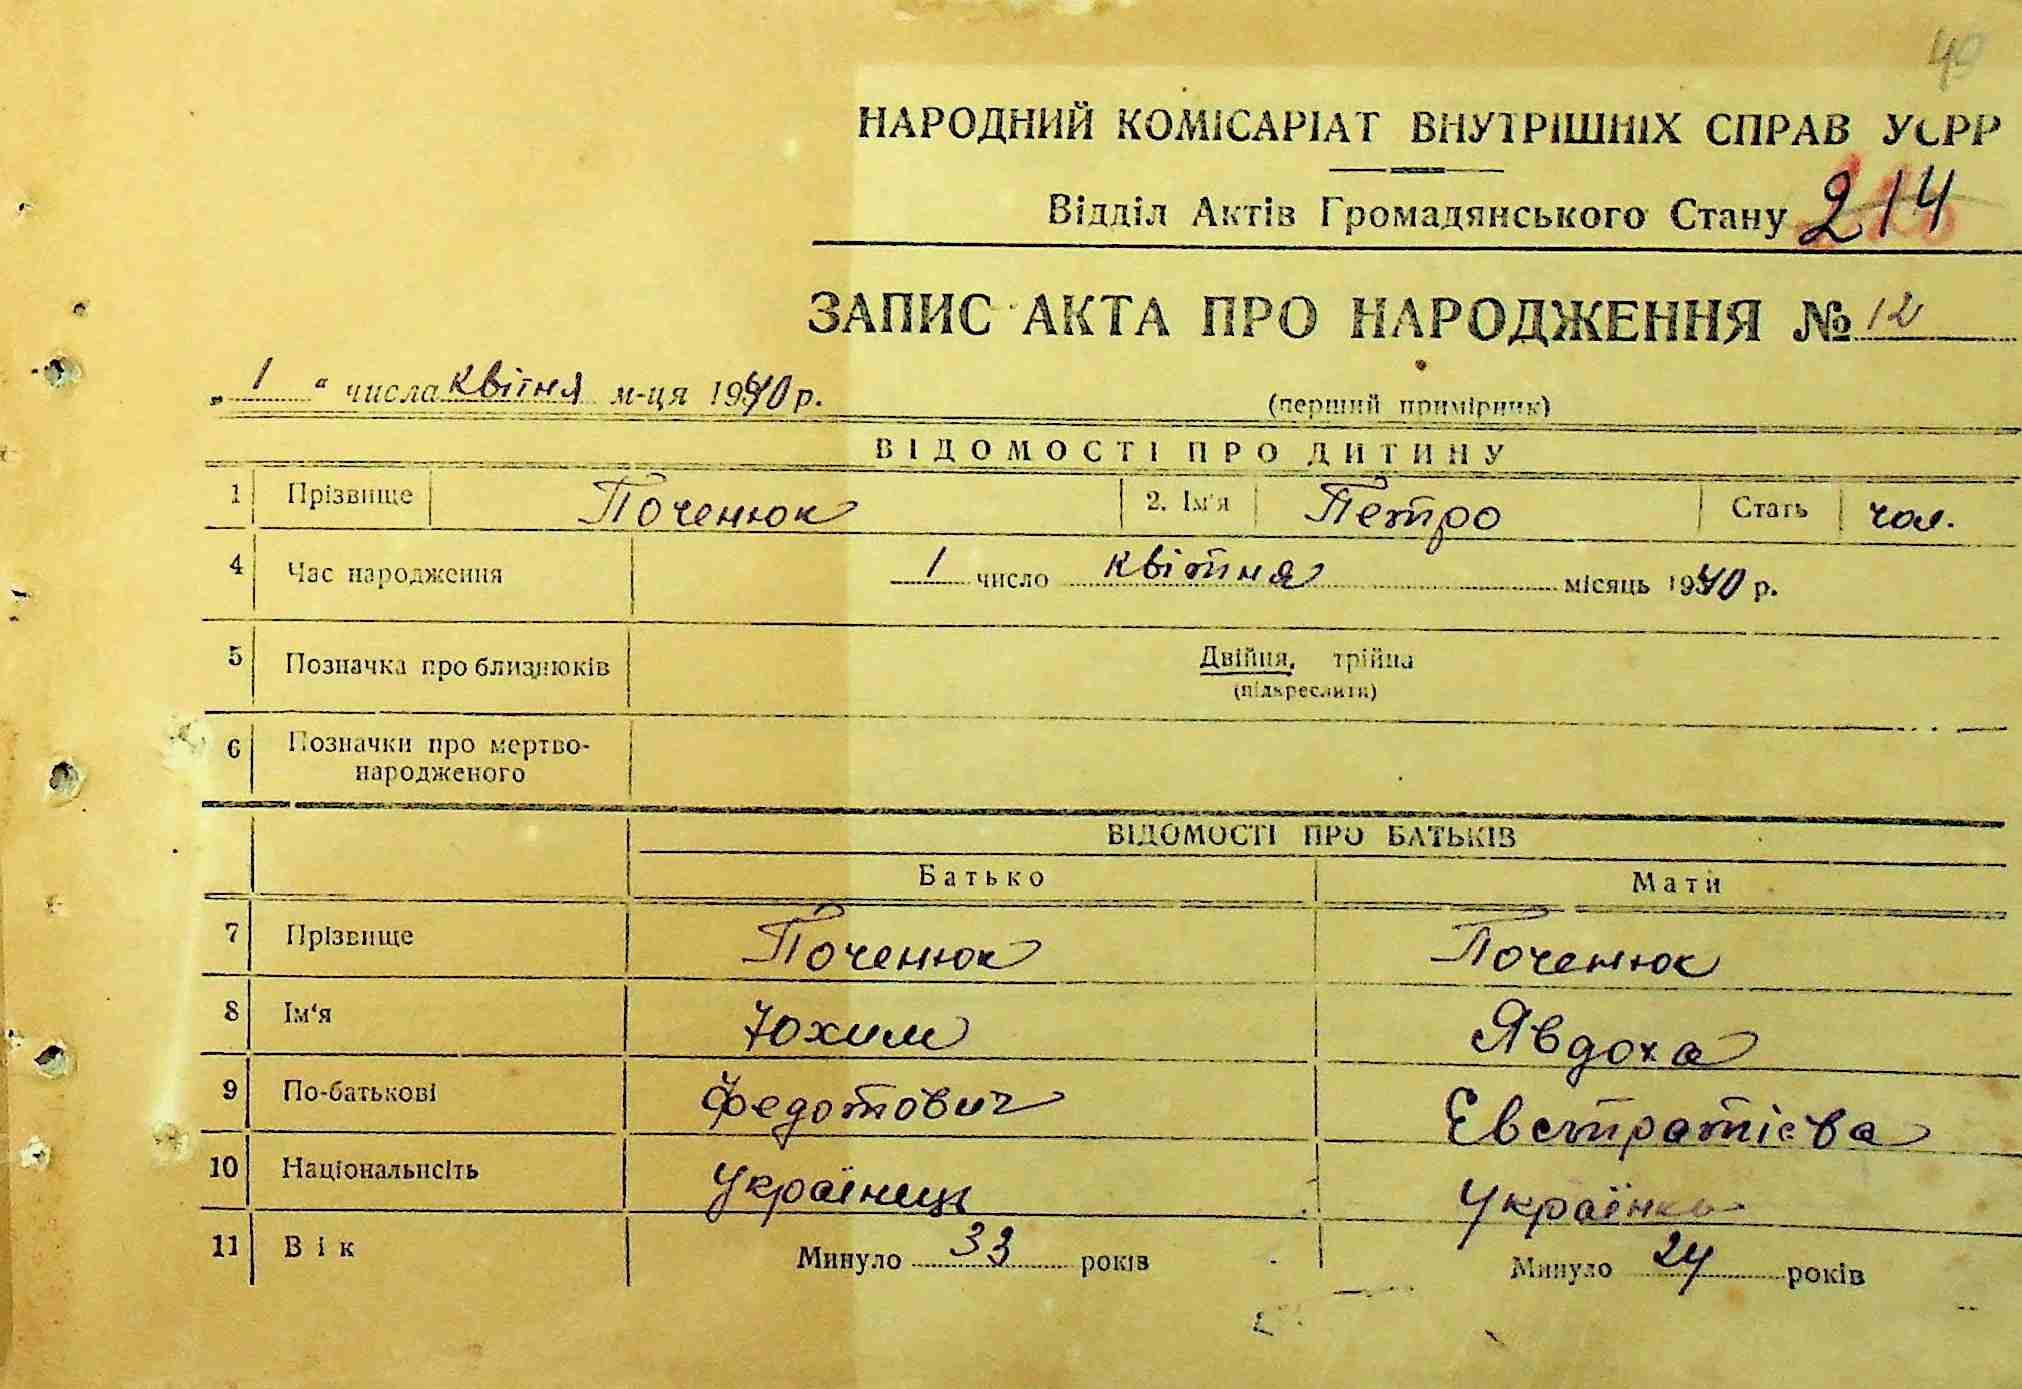 40
НАРОДНИЙ КОМІСАРІАТ ВНУТРІШНІХ СПРАВ УСРР
Відділ Актів Громадянського Стану 214
ЗАПИС АКТА ПРО НАРОДЖЕННЯ № 12
„ 1 “ числа квітня м-ця 1940 р.
(перший примірник)
ВІДОМОСТІ ПРО ДИТИНУ
1 Прізвище Поченюк 2. Ім'я Петро Стать чол.
4 Час народження 1 число квітня місяць 1940 р.
5 Позначка про близнюків Двійня, трійна
(підкреслити)
6 Позначки про мертво-
народженого
ВІДОМОСТІ ПРО БАТЬКІВ
Батько Мати
7 Прізвище Поченюк Поченюк
8 Ім'я Юхим Явдоха
9 По-батькові Федотович Евстратієва
10 Національнсіть Українець Українка
11 Вік Минуло 33 років Минуло 24 років